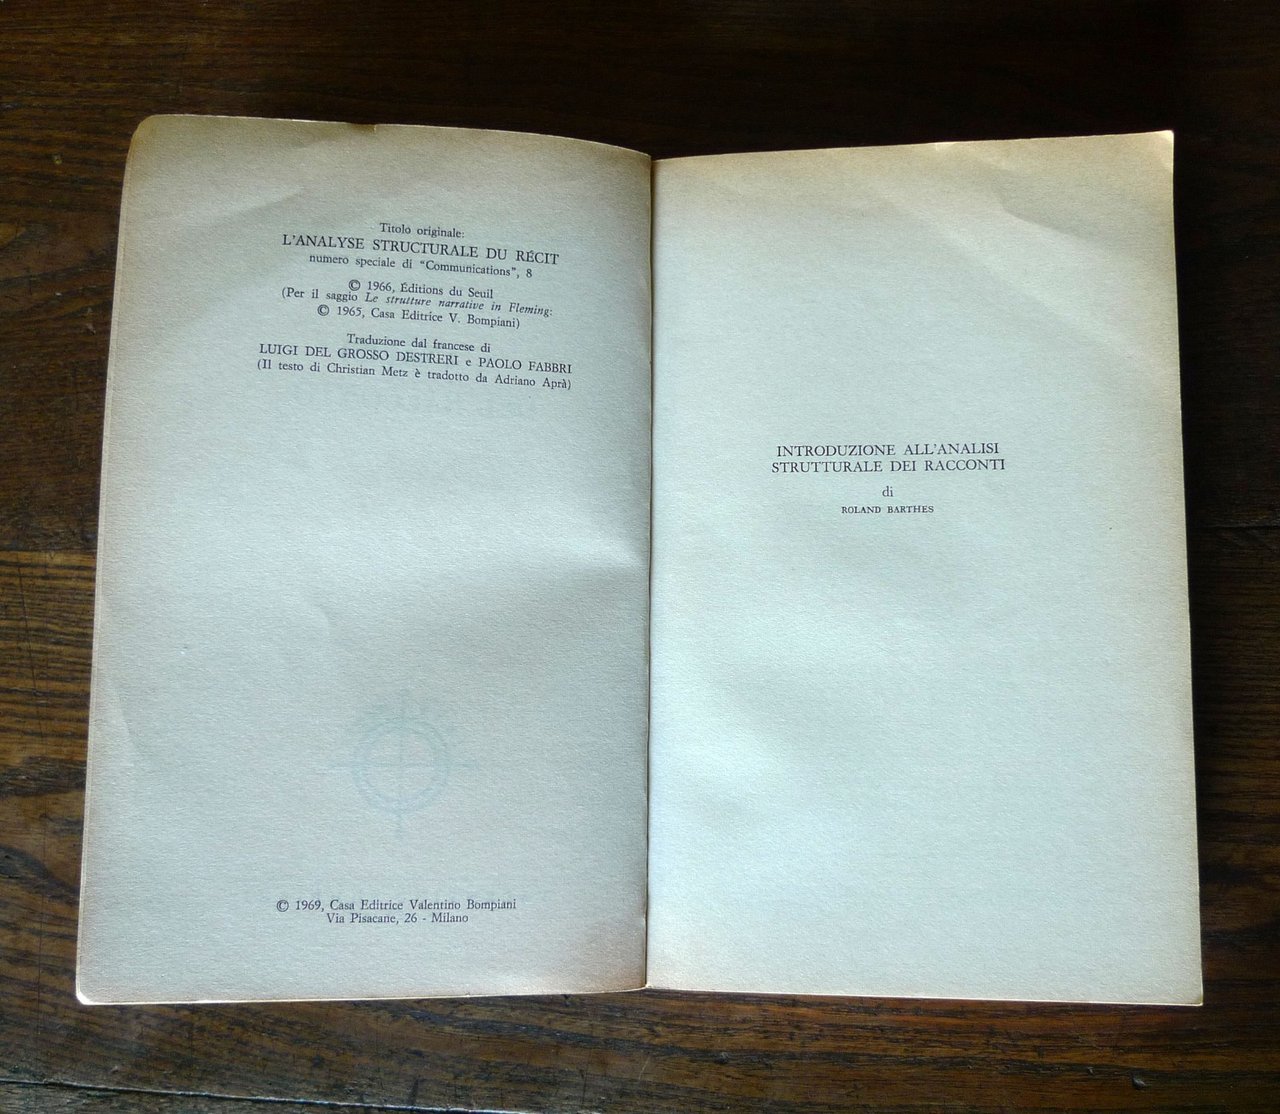 Titolo originale:
L'ANALYSE STRUCTURALE DU RÉCIT
numero speciale di "Communications", 8
© 1966, Éditions du Seuil
(Per il saggio Le strutture narrative in Fleming:
© 1965, Casa Editrice V. Bompiani)
Traduzione dal francese di
LUIGI DEL GROSSO DESTRERI e PAOLO FABBRI
(Il testo di Christian Metz è tradotto da Adriano Aprà)
© 1969, Casa Editrice Valentino Bompiani
Via Pisacane, 26 - Milano
INTRODUZIONE ALL'ANALISI
STRUTTURALE DEI RACCONTI
di
ROLAND BARTHES